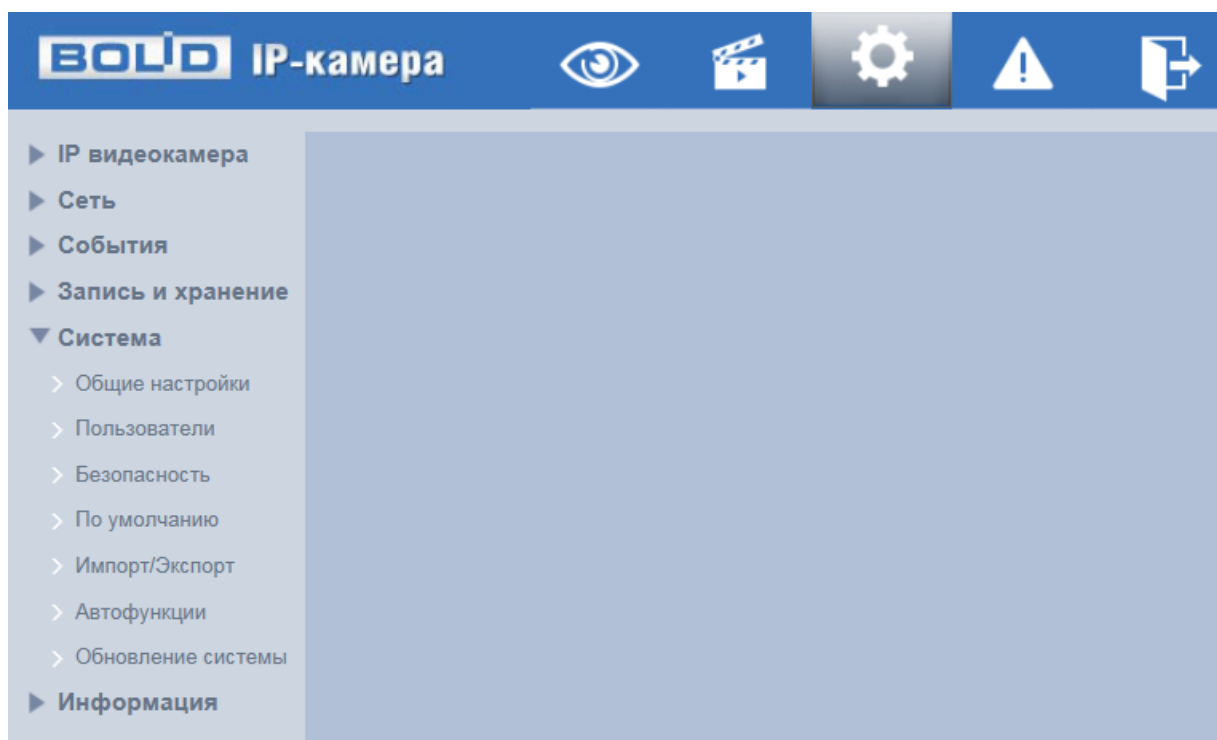 BOLID IP-камера
IP видеокамера
Сеть
События
Запись и хранение
Система
Общие настройки
Пользователи
Безопасность
По умолчанию
Импорт/Экспорт
Автофункции
Обновление системы
Информация